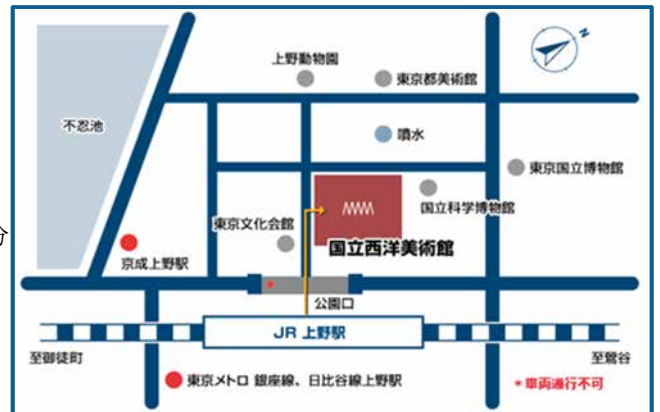 上野動物園
東京都美術館
N
不忍池
噴水
東京国立博物館
国立科学博物館
分
東京文化会館
国立西洋美術館
京成上野駅
公園口
JR 上野駅
至御徒町
至鶯谷
東京メトロ 銀座線、日比谷線上野駅
*車両通行不可